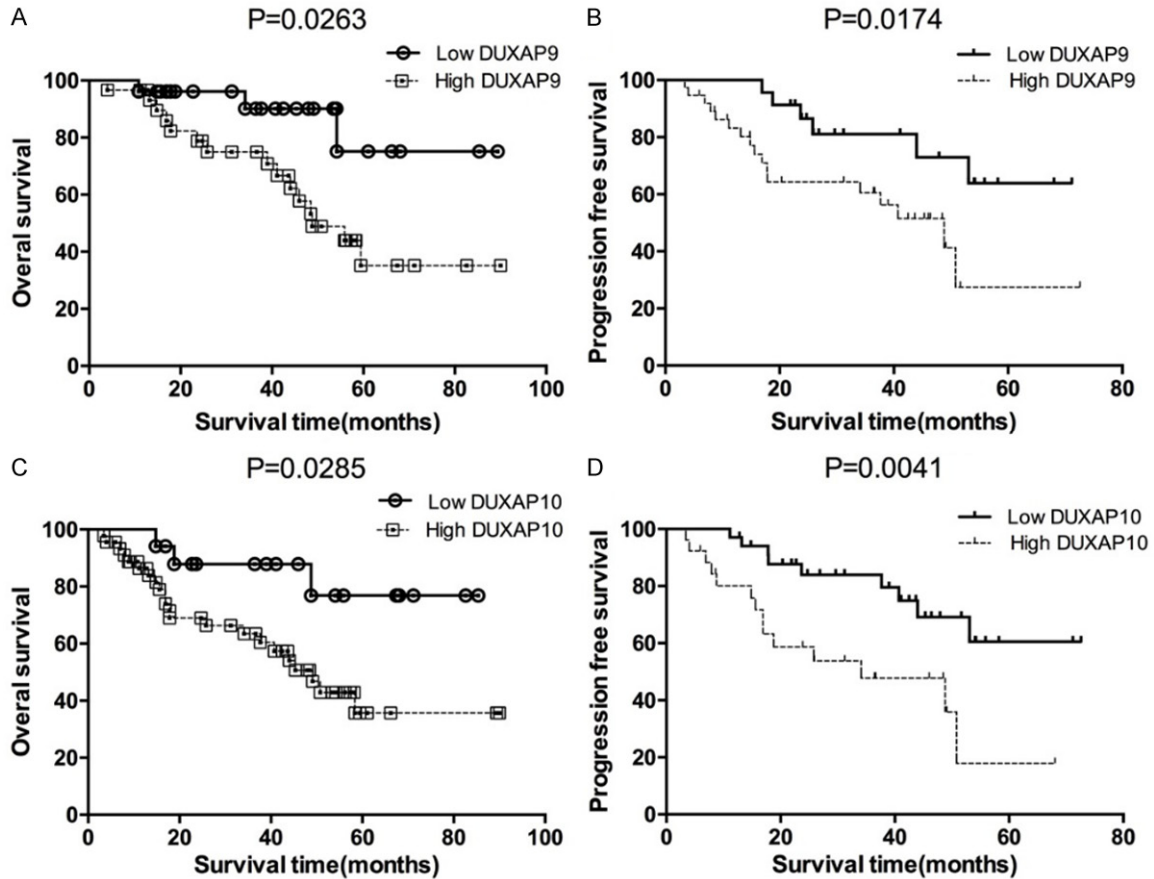 A
P=0.0263
Low DUXAP9
High DUXAP9
Overal survival
100
80
60
40
20
0
0 20 40 60 80 100
Survival time(months)
B
P=0.0174
Low DUXAP9
High DUXAP9
Progression free survival
100
80
60
40
20
0
0 20 40 60 80
Survival time(months)
C
P=0.0285
Low DUXAP10
High DUXAP10
Overal survival
100
80
60
40
20
0
0 20 40 60 80 100
Survival time(months)
D
P=0.0041
Low DUXAP10
High DUXAP10
Progression free survival
100
80
60
40
20
0
0 20 40 60 80
Survival time(months)